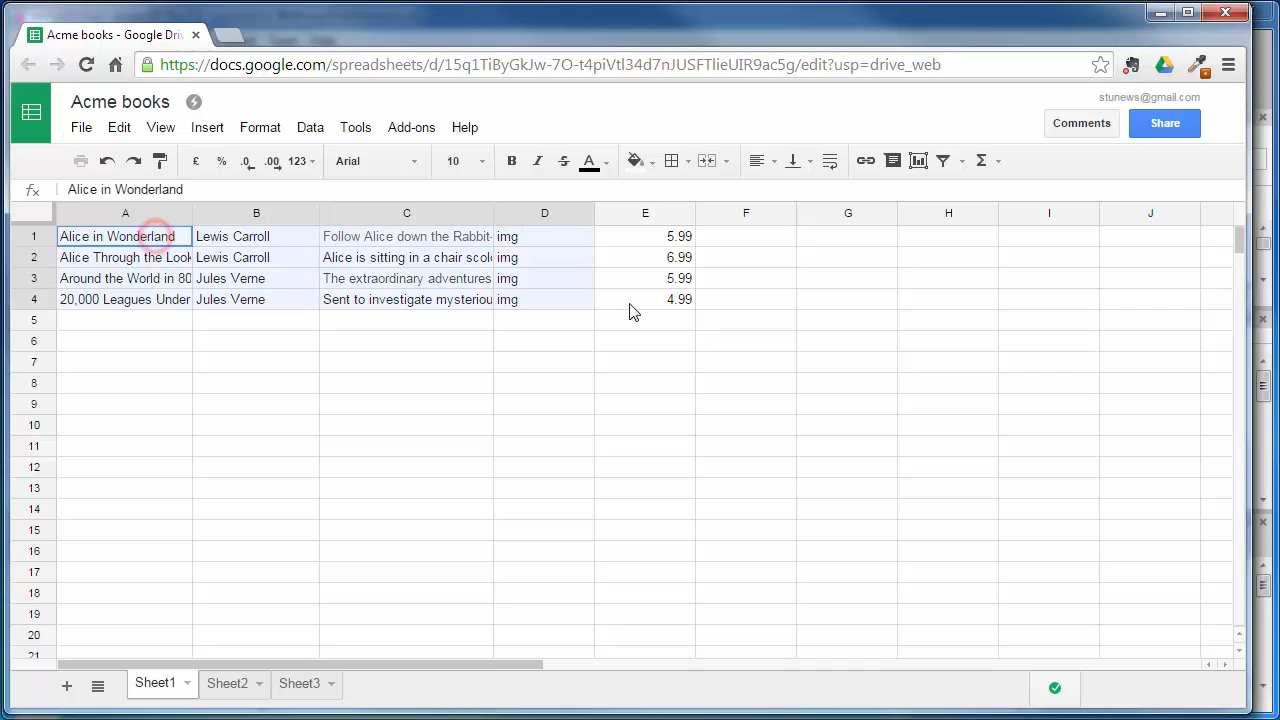 Acme books - Google Driv
https://docs.google.com/spreadsheets/d/15q1TiByGkJw-7O-t4piVtl34d7nJUSFTlieUIR9ac5g/edit?usp=drive_web
stunews@gmail.com
Acme books
Comments Share
File Edit View Insert Format Data Tools Add-ons Help
£ % .0 .00 123 Arial 10 B I S A Σ
fx Alice in Wonderland
A B C D E F G H I J
1 Alice in Wonderland Lewis Carroll Follow Alice down the Rabbit- img 5.99
2 Alice Through the Look Lewis Carroll Alice is sitting in a chair scol img 6.99
3 Around the World in 80 Jules Verne The extraordinary adventures img 5.99
4 20,000 Leagues Under Jules Verne Sent to investigate mysteriou img 4.99
5
6
7
8
9
10
11
12
13
14
15
16
17
18
19
20
21
Sheet1 Sheet2 Sheet3